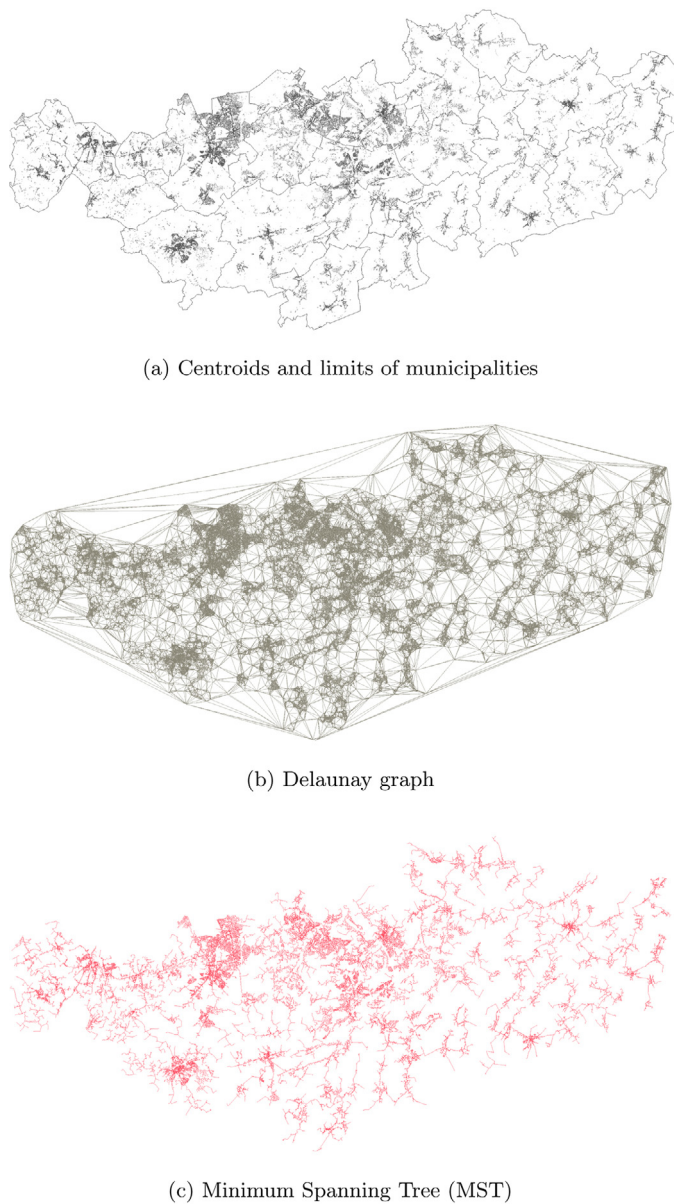 (a) Centroids and limits of municipalities
(b) Delaunay graph
(c) Minimum Spanning Tree (MST)